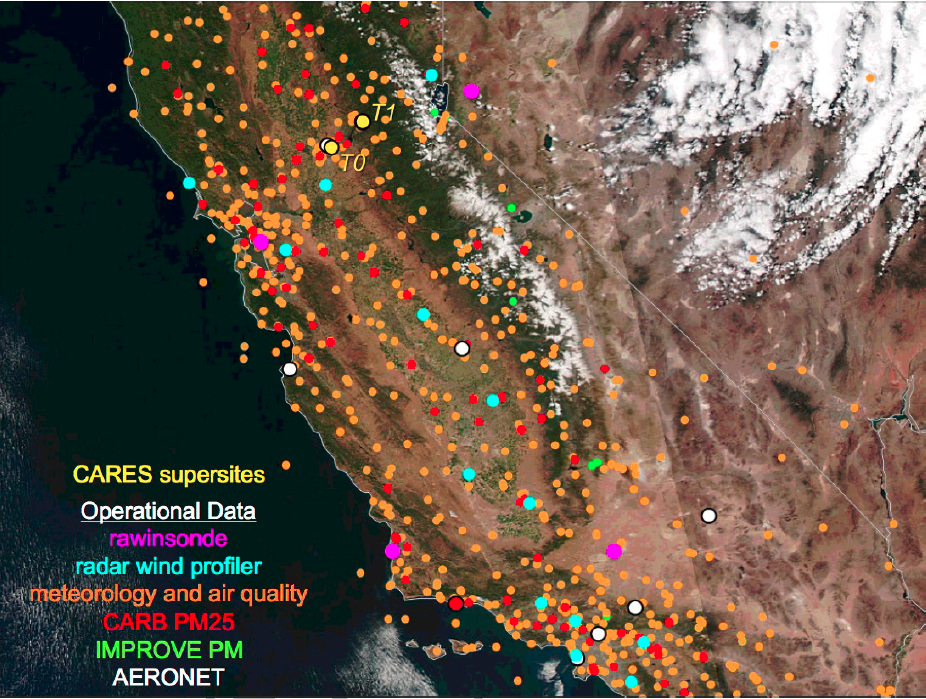 T1
T0
CARES supersites
Operational Data
rawinsonde
radar wind profiler
meteorology and air quality
CARB PM25
IMPROVE PM
AERONET